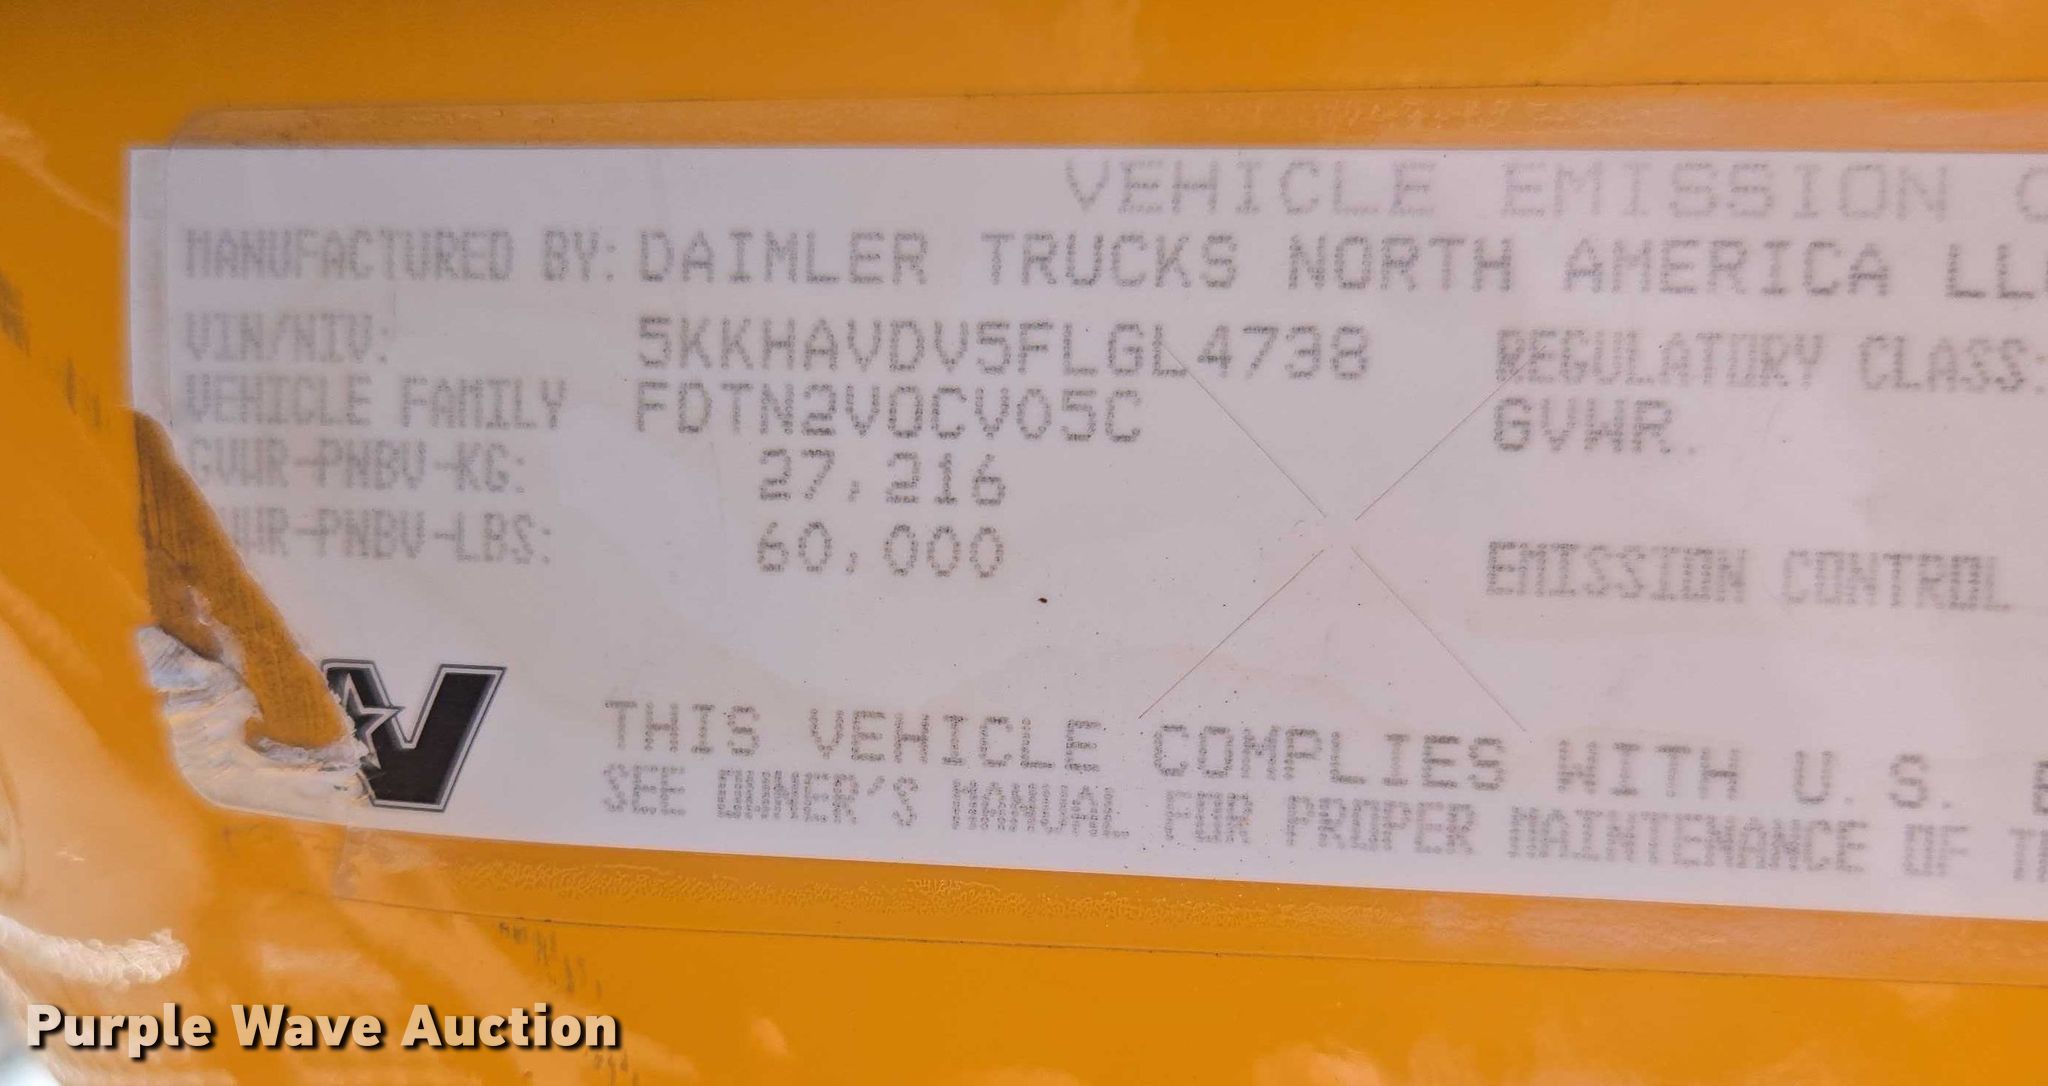 VEHICLE EMISSION C
MANUFACTURED BY: DAIMLER TRUCKS NORTH AMERICA LL
VIN/NIV: 5KKHAVDV5FLGL4738 REGULATORY CLASS:
VEHICLE FAMILY FDTN2VOCV05C GVWR.
GVWR-PNBV-KG: 27,216
GVWR-PNBV-LBS: 60,000 EMISSION CONTROL
THIS VEHICLE COMPLIES WITH U.S.
SEE OWNER'S MANUAL FOR PROPER MAINTENANCE OF
Purple Wave Auction